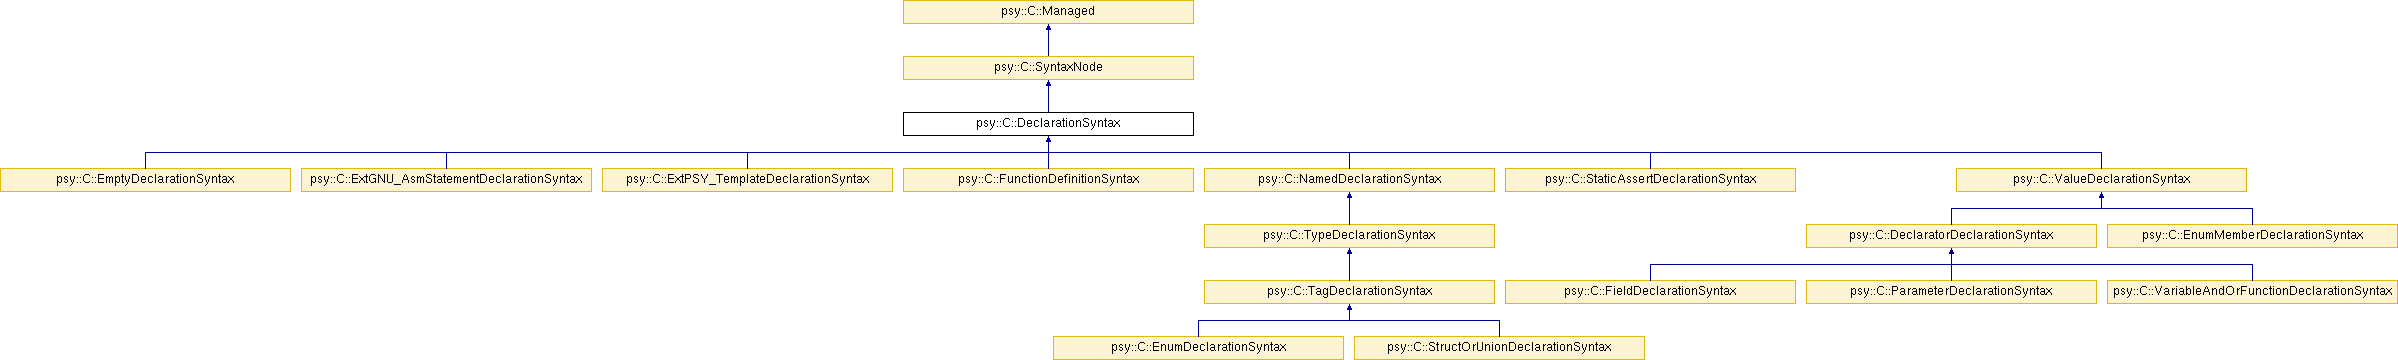 psy::C::Managed
psy::C::SyntaxNode
psy::C::DeclarationSyntax
psy::C::EmptyDeclarationSyntax
psy::C::ExtGNU_AsmStatementDeclarationSyntax
psy::C::ExtPSY_TemplateDeclarationSyntax
psy::C::FunctionDefinitionSyntax
psy::C::NamedDeclarationSyntax
psy::C::StaticAssertDeclarationSyntax
psy::C::ValueDeclarationSyntax
psy::C::TypeDeclarationSyntax
psy::C::DeclaratorDeclarationSyntax
psy::C::EnumMemberDeclarationSyntax
psy::C::TagDeclarationSyntax
psy::C::FieldDeclarationSyntax
psy::C::ParameterDeclarationSyntax
psy::C::VariableAndOrFunctionDeclarationSyntax
psy::C::EnumDeclarationSyntax
psy::C::StructOrUnionDeclarationSyntax